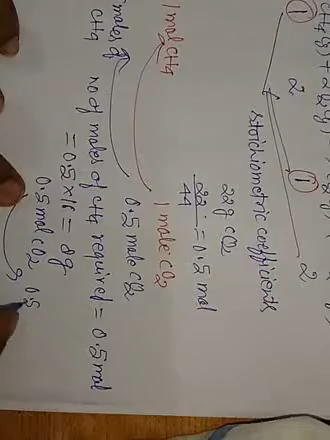 CH4(g) + 2O2(g)
1 2 1 2
stoichiometric coefficients
22g CO2
22/44 = 0.5 mol
1 mol CH4 1 mole CO2
moles of CH4 0.5 mole CO2
no of moles of CH4 required = 0.5 mol
= 0.5 × 16 = 8g
0.5 mol CO2 0.5